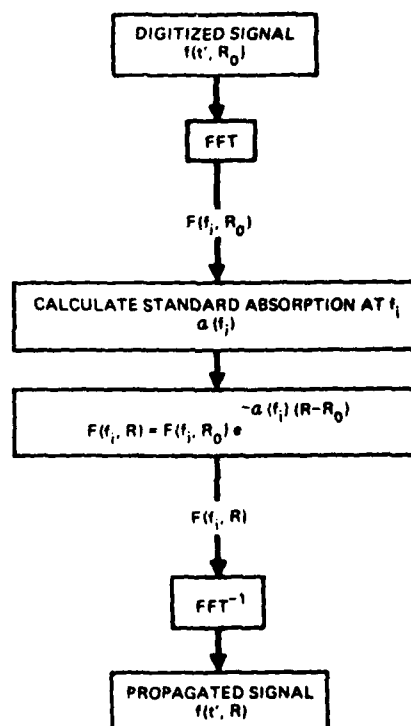 DIGITIZED SIGNAL
f(t', R₀)
FFT
F(fᵢ, R₀)
CALCULATE STANDARD ABSORPTION AT fᵢ
α(fᵢ)
F(fᵢ, R) = F(fᵢ, R₀) e^{-α(fᵢ)(R-R₀)}
F(fᵢ, R)
FFT⁻¹
PROPAGATED SIGNAL
f(t', R)